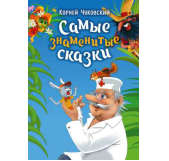 Корней Чуковский
Самые
знаменитые
сказки